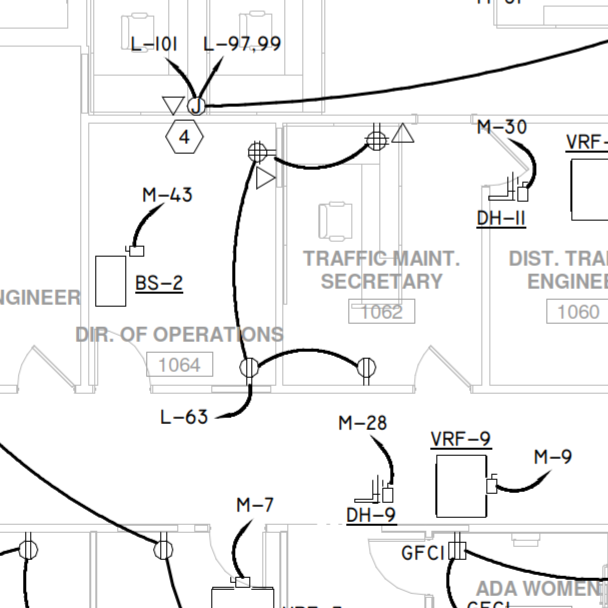 L-101
L-97,99
J
4
M-30
VRF-
M-43
DH-11
BS-2
TRAFFIC MAINT.
SECRETARY
1062
DIST. TRA
ENGINE
1060
NGINEER
DIR. OF OPERATIONS
1064
L-63
M-28
VRF-9
M-9
DH-9
M-7
GFCI
ADA WOMEN